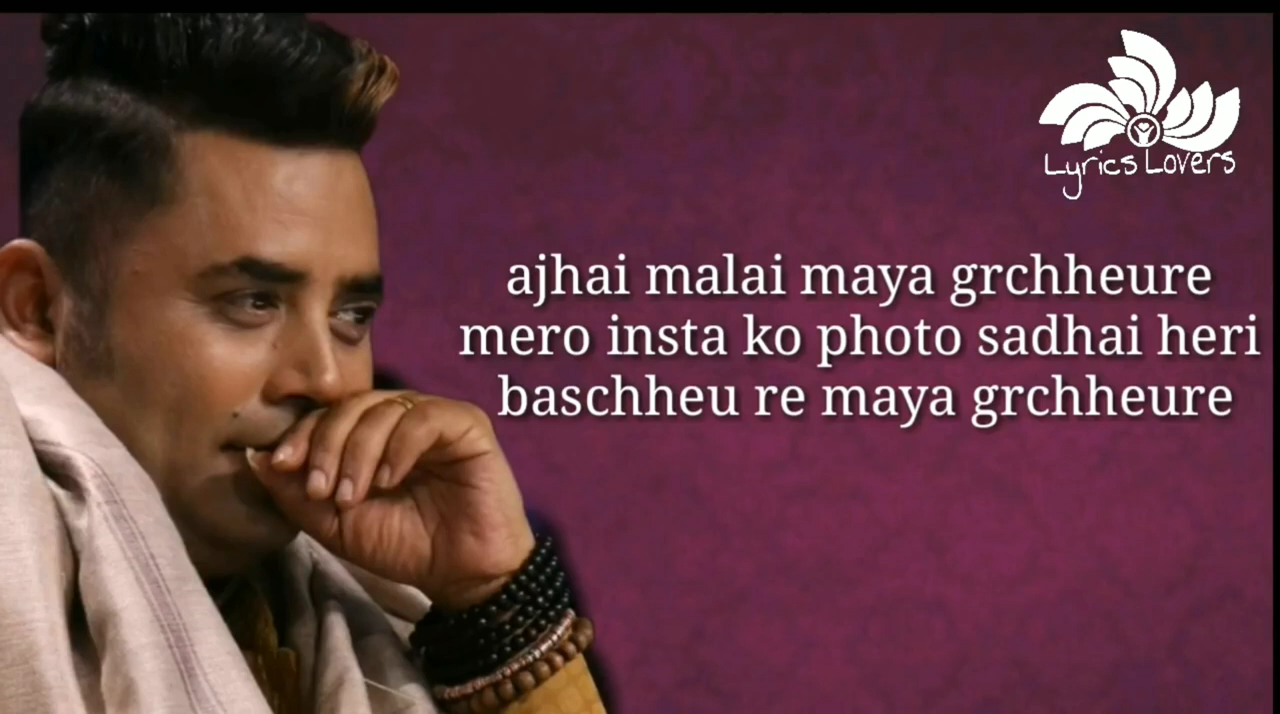 Lyrics Lovers
ajhai malai maya grchheure
mero insta ko photo sadhai heri
baschheu re maya grchheure